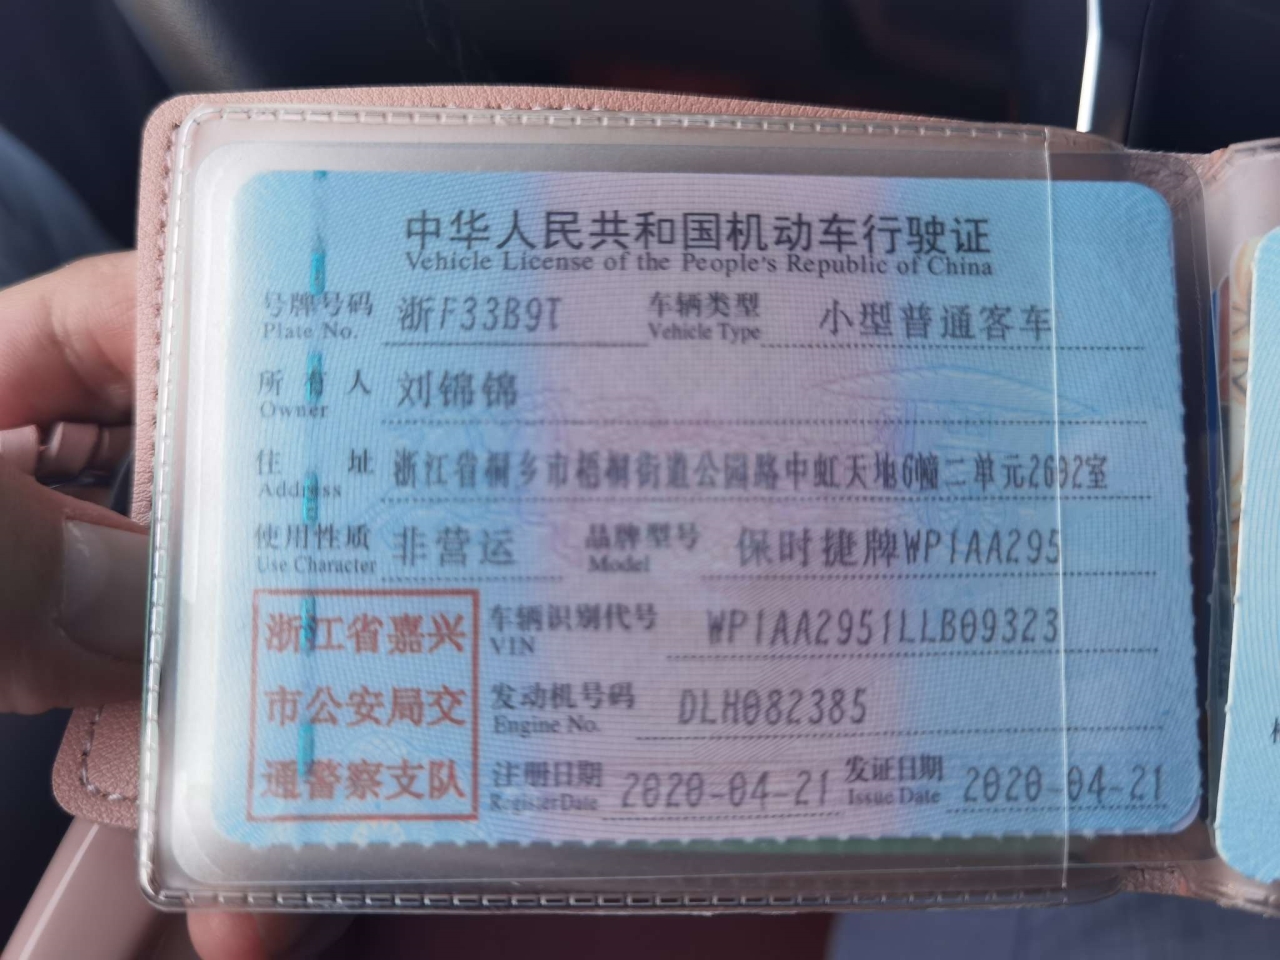 中华人民共和国机动车行驶证
Vehicle License of the People's Republic of China
号牌号码 浙F33B9T 车辆类型 小型普通客车
Plate No. Vehicle Type
所有人 刘锦锦
Owner
住址 浙江省桐乡市梧桐街道公园路中虹天地6幢二单元2602室
Address
使用性质 非营运 品牌型号 保时捷牌WP1AA295
Use Character Model
浙江省嘉兴
市公安局交
通警察支队
车辆识别代号 WP1AA2951LLB09323
VIN
发动机号码 DLH082385
Engine No.
注册日期 2020-04-21 发证日期 2020-04-21
Register Date Issue Date